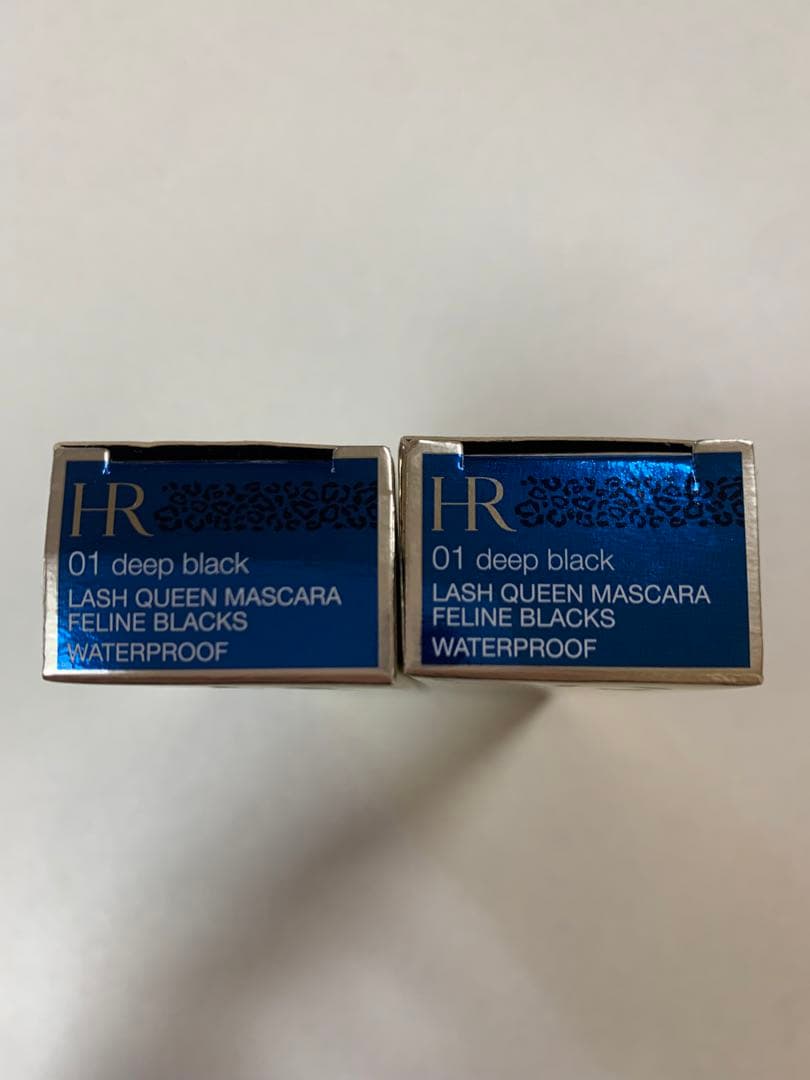 HR
01 deep black
LASH QUEEN MASCARA
FELINE BLACKS
WATERPROOF
HR
01 deep black
LASH QUEEN MASCARA
FELINE BLACKS
WATERPROOF